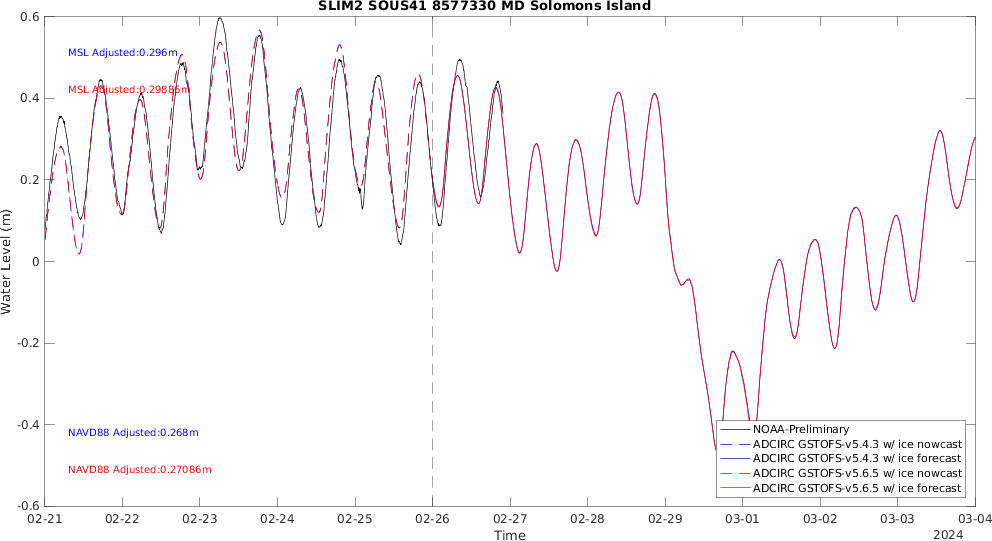 SLIM2 SOUS41 8577330 MD Solomons Island
0.6
0.4
0.2
0
-0.2
-0.4
-0.6
Water Level (m)
MSL Adjusted:0.296m
MSL Adjusted:0.29886m
NAVD88 Adjusted:0.268m
NAVD88 Adjusted:0.27086m
NOAA-Preliminary
ADCIRC GSTOFS-v5.4.3 w/ ice nowcast
ADCIRC GSTOFS-v5.4.3 w/ ice forecast
ADCIRC GSTOFS-v5.6.5 w/ ice nowcast
ADCIRC GSTOFS-v5.6.5 w/ ice forecast
02-21 02-22 02-23 02-24 02-25 02-26 02-27 02-28 02-29 03-01 03-02 03-03 03-04
Time
2024